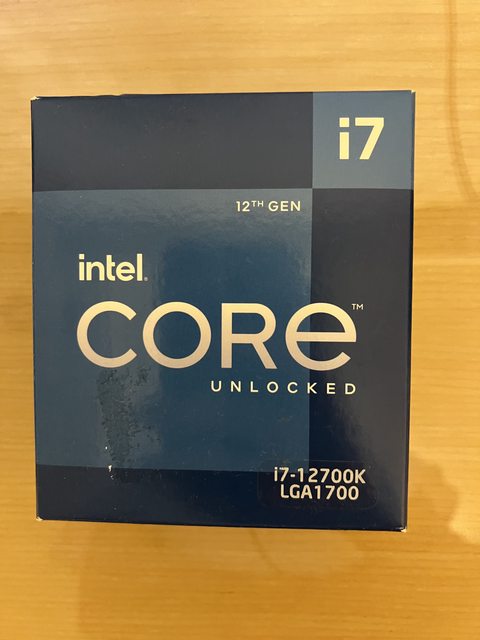 i7
12TH GEN
intel.
CORE™
UNLOCKED
i7-12700K
LGA1700